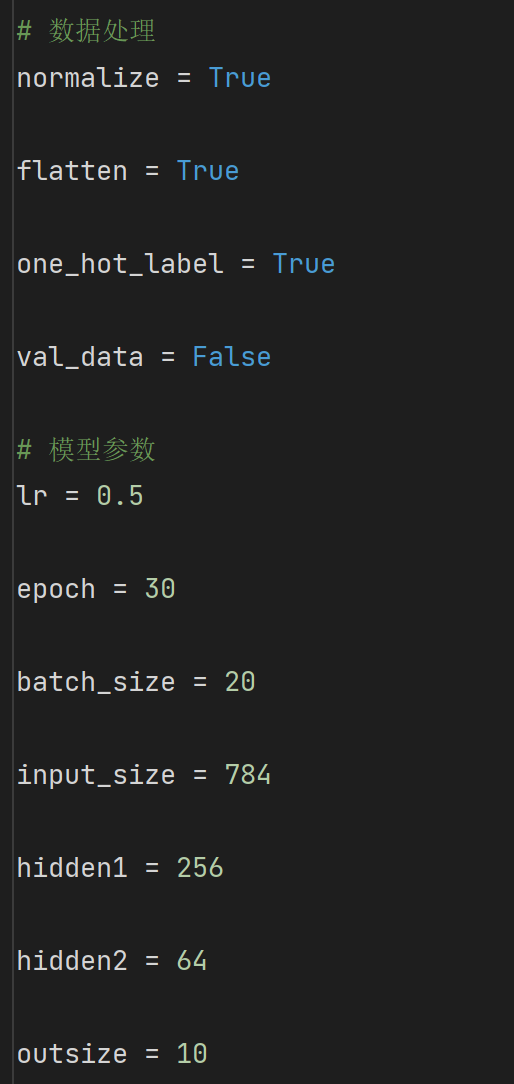 # 数据处理
normalize = True
flatten = True
one_hot_label = True
val_data = False
# 模型参数
lr = 0.5
epoch = 30
batch_size = 20
input_size = 784
hidden1 = 256
hidden2 = 64
outsize = 10